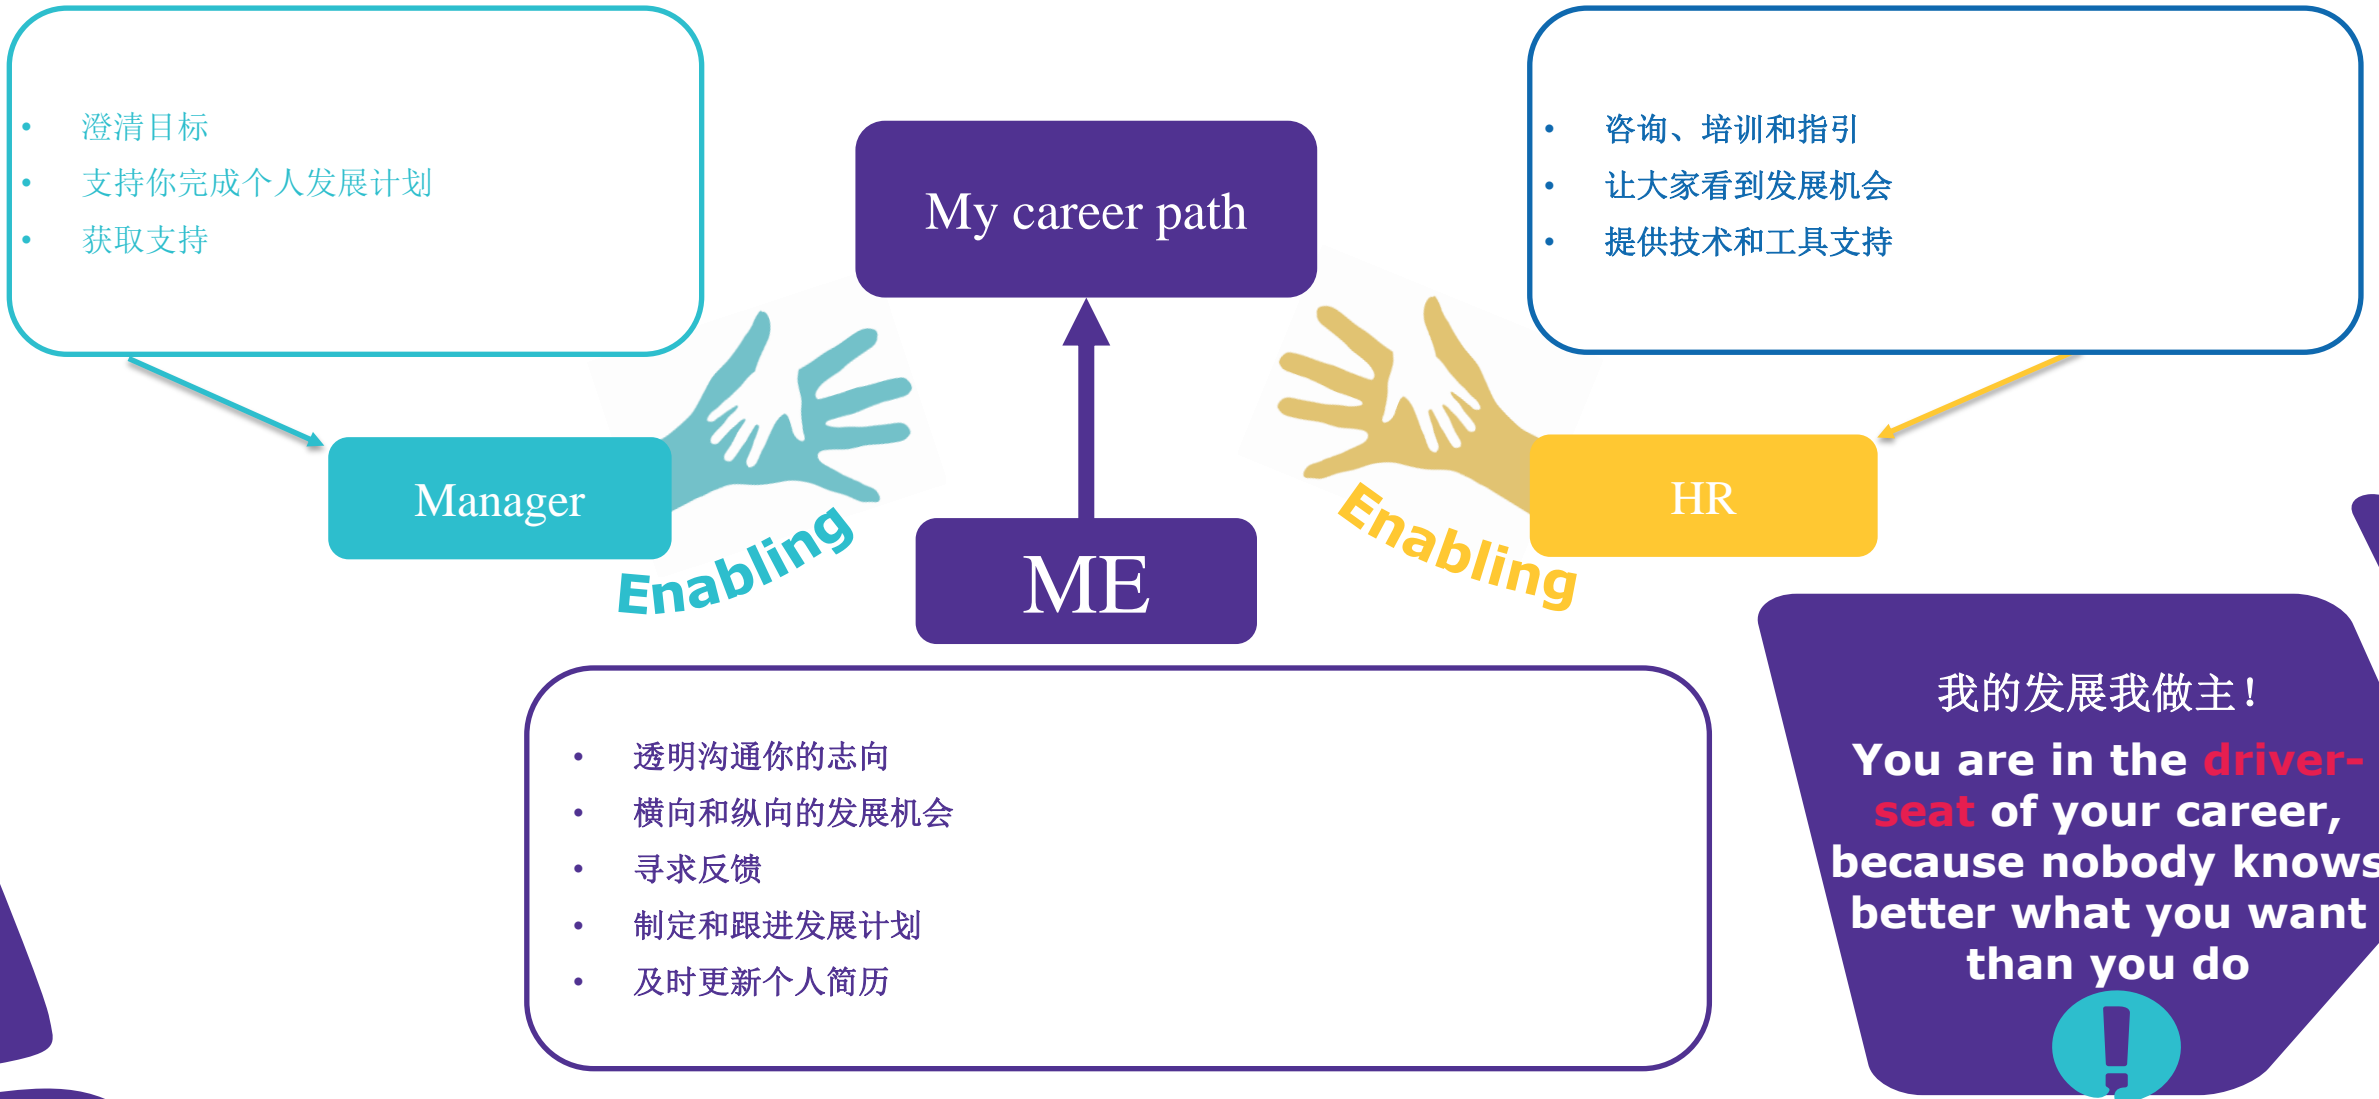 • 澄清目标
• 支持你完成个人发展计划
• 获取支持
My career path
• 咨询、培训和指引
• 让大家看到发展机会
• 提供技术和工具支持
Manager
Enabling
ME
Enabling
HR
• 透明沟通你的志向
• 横向和纵向的发展机会
• 寻求反馈
• 制定和跟进发展计划
• 及时更新个人简历
我的发展我做主！
You are in the driver-
seat of your career,
because nobody knows
better what you want
than you do
!